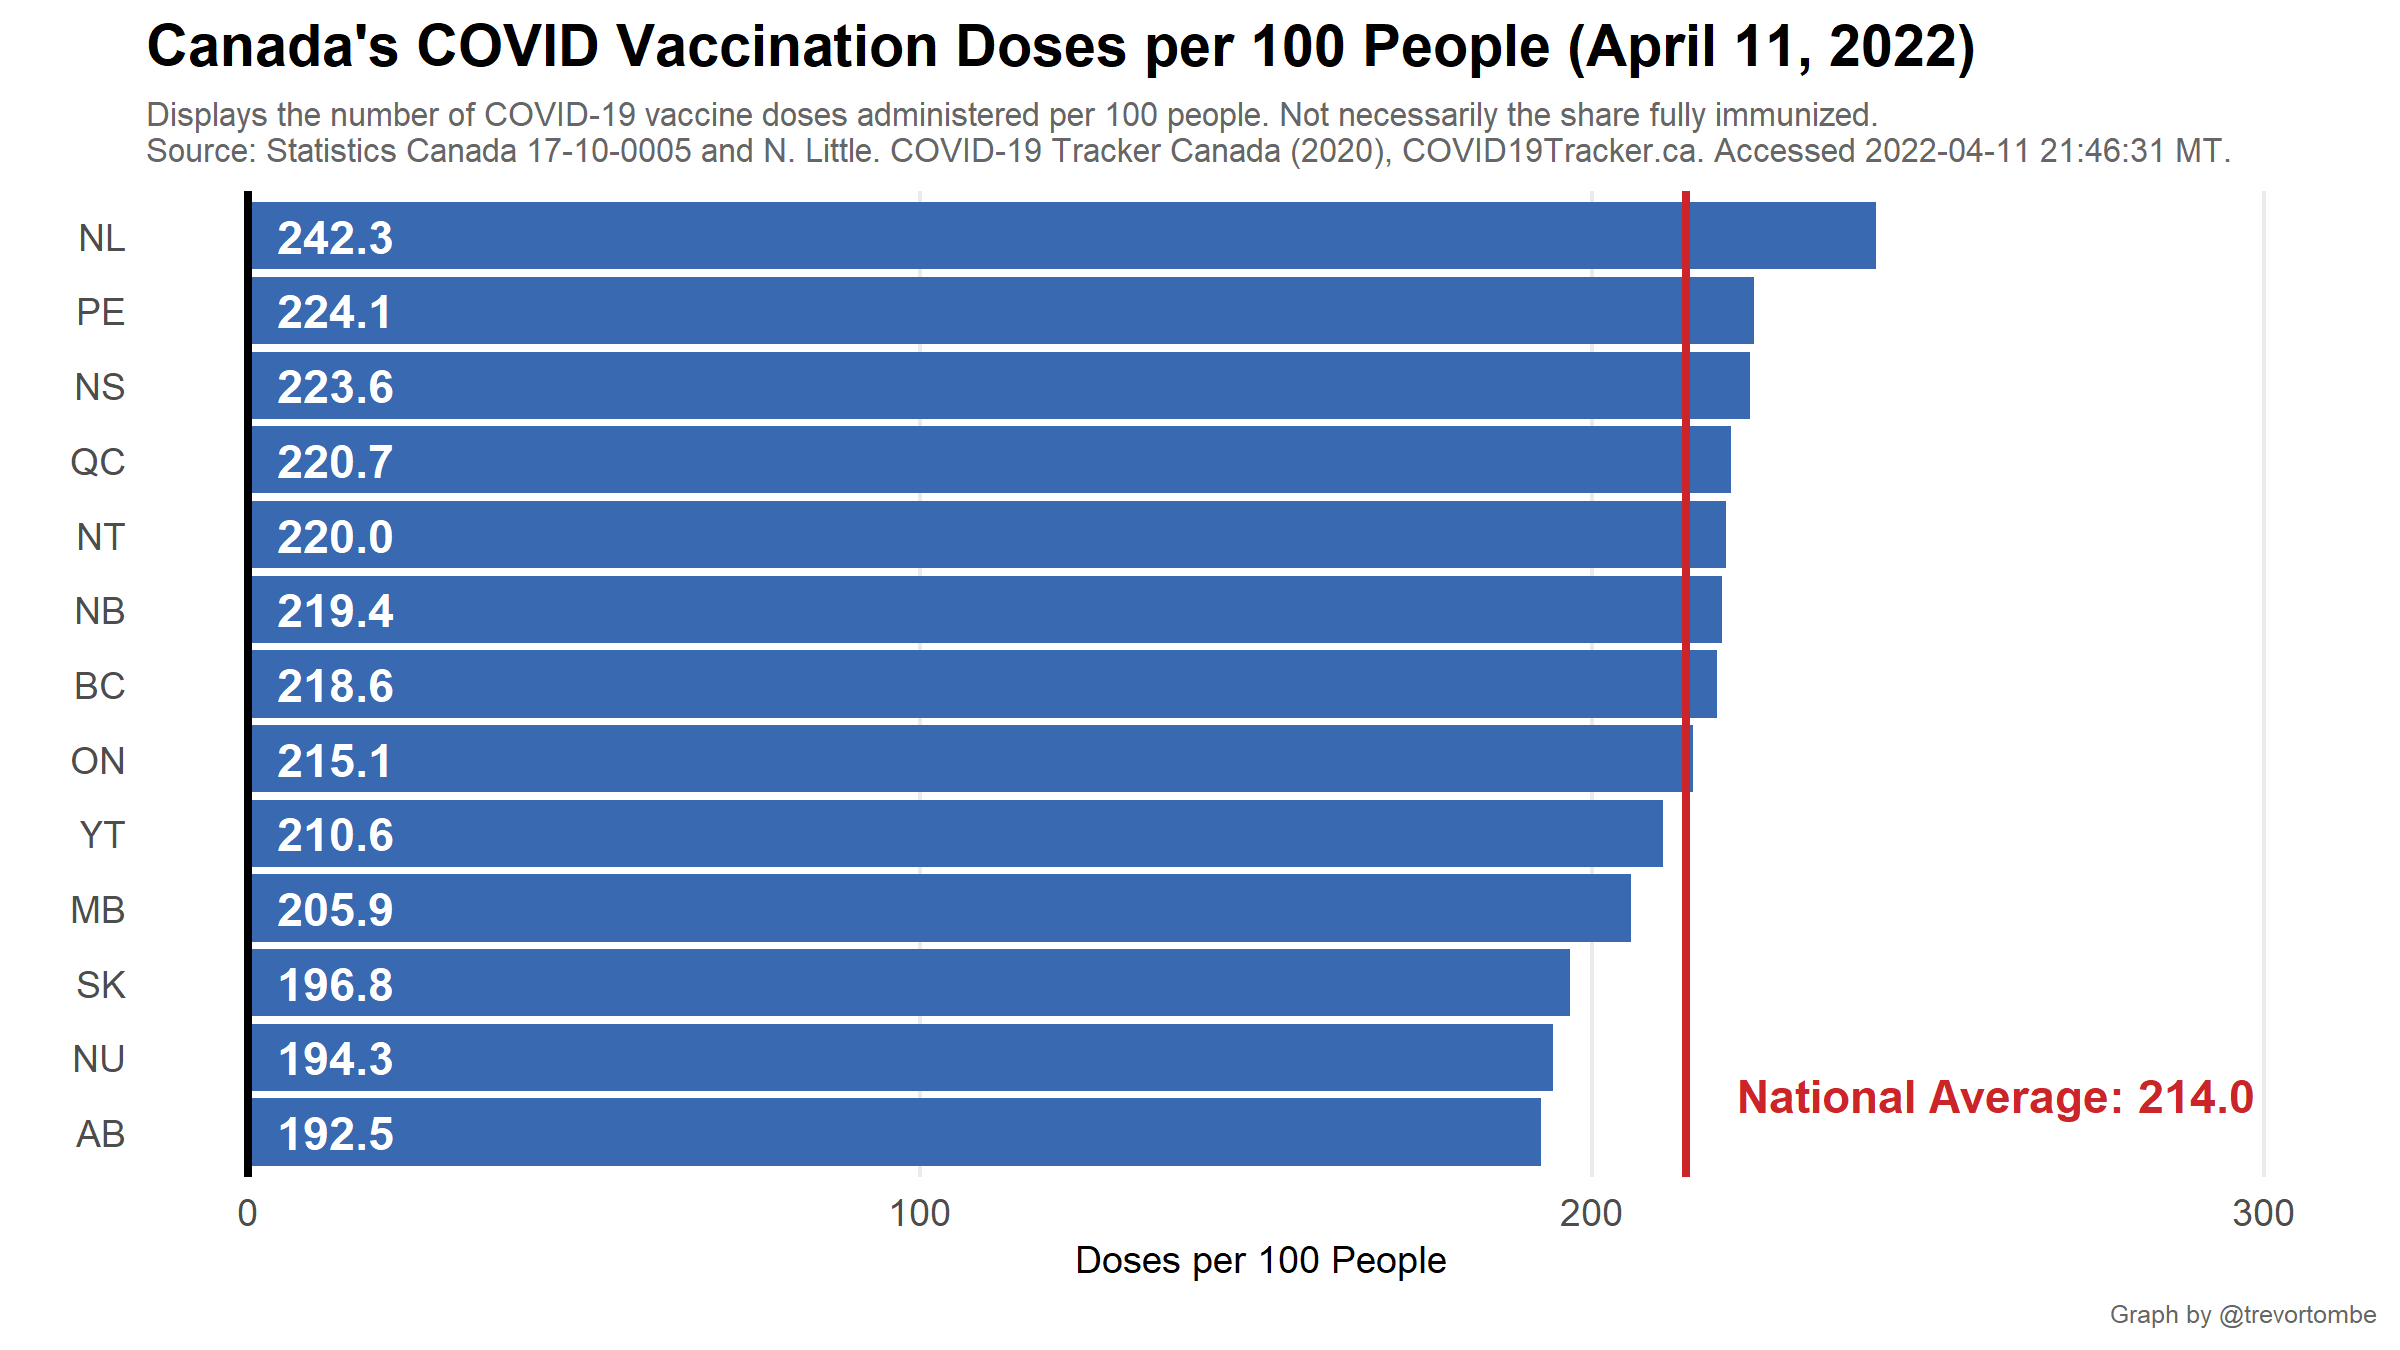 Canada's COVID Vaccination Doses per 100 People (April 11, 2022)
Displays the number of COVID-19 vaccine doses administered per 100 people. Not necessarily the share fully immunized.
Source: Statistics Canada 17-10-0005 and N. Little. COVID-19 Tracker Canada (2020), COVID19Tracker.ca. Accessed 2022-04-11 21:46:31 MT.
NL 242.3
PE 224.1
NS 223.6
QC 220.7
NT 220.0
NB 219.4
BC 218.6
ON 215.1
YT 210.6
MB 205.9
SK 196.8
NU 194.3
National Average: 214.0
AB 192.5
0 100 200 300
Doses per 100 People
Graph by @trevortombe